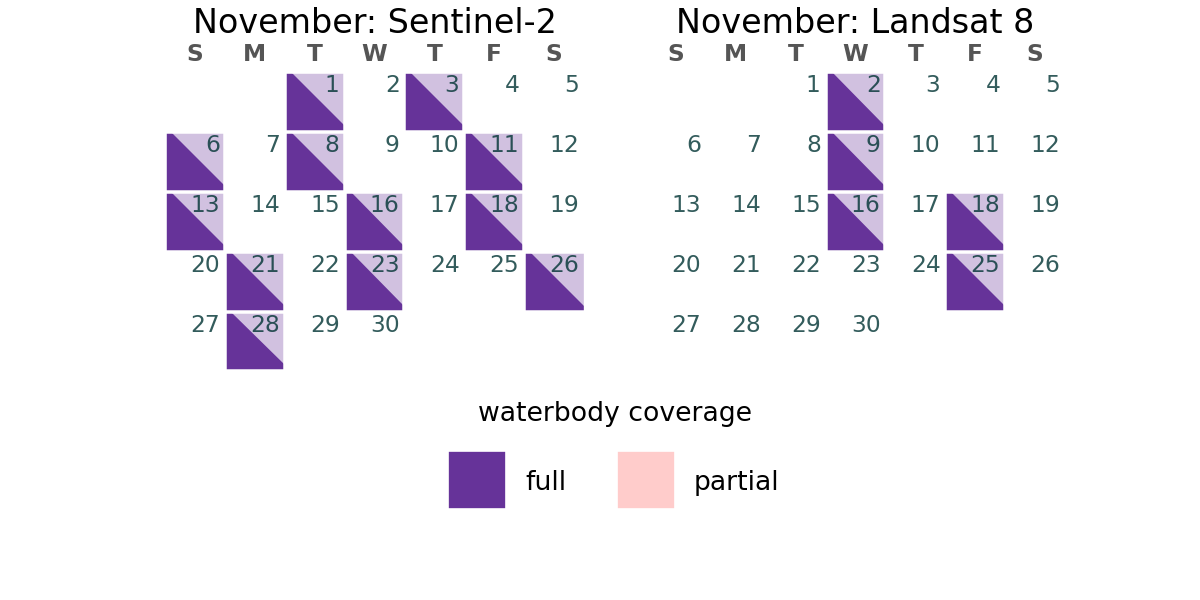 November: Sentinel-2
S M T W T F S
1 2 3 4 5
6 7 8 9 10 11 12
13 14 15 16 17 18 19
20 21 22 23 24 25 26
27 28 29 30
November: Landsat 8
S M T W T F S
1 2 3 4 5
6 7 8 9 10 11 12
13 14 15 16 17 18 19
20 21 22 23 24 25 26
27 28 29 30
waterbody coverage
full partial